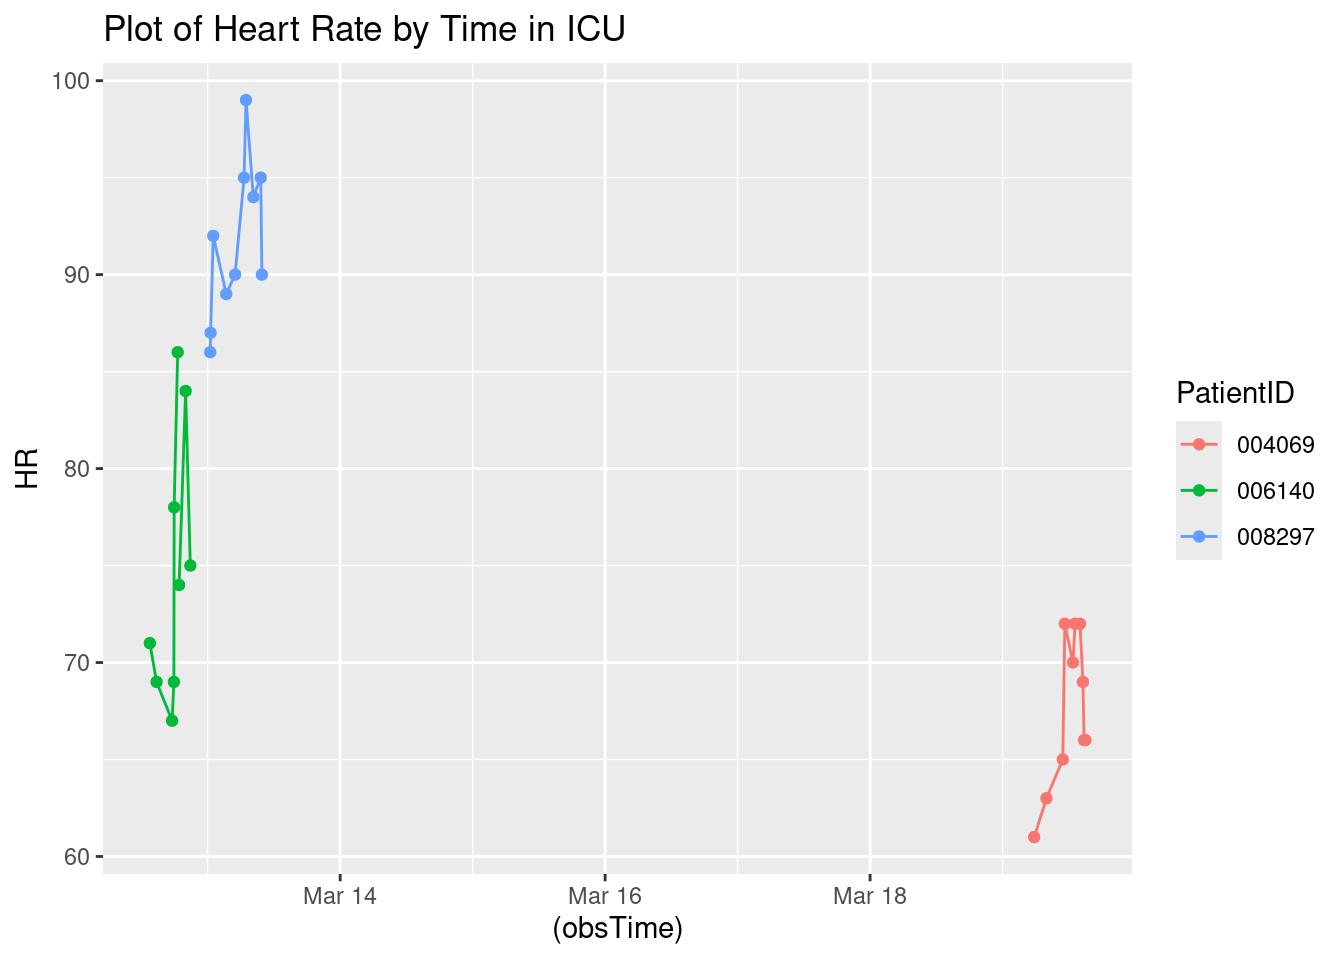 Plot of Heart Rate by Time in ICU
100
90
80
70
60
HR
Mar 14
Mar 16
Mar 18
(obsTime)
PatientID
004069
006140
008297